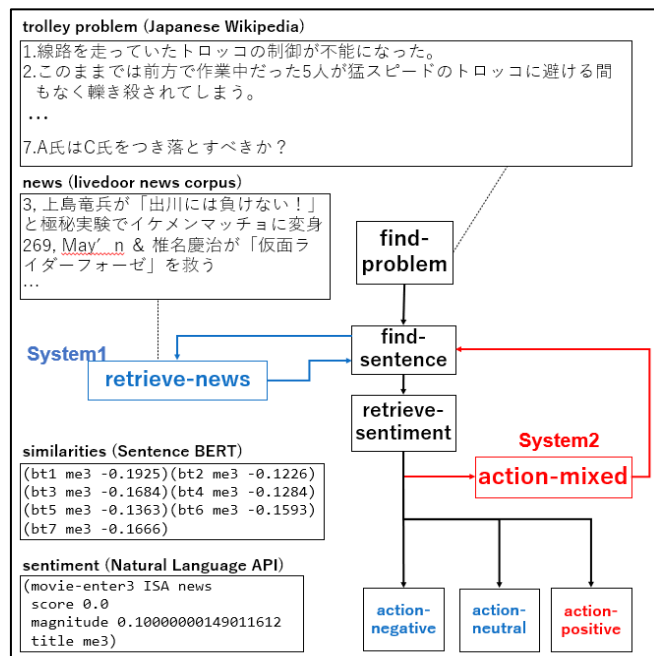 trolley problem (Japanese Wikipedia)
1.線路を走っていたトロッコの制御が不能になった。
2.このままでは前方で作業中だった5人が猛スピードのトロッコに避ける間
もなく轢き殺されてしまう。
...
7.A氏はC氏をつき落とすべきか？
news (livedoor news corpus)
3, 上島竜兵が「出川には負けない！」
と極秘実験でイケメンマッチョに変身
269, May′n ＆ 椎名慶治が「仮面ラ
イダーフォーゼ」を救う
...
find-
problem
System1
retrieve-news
find-
sentence
retrieve-
sentiment
System2
action-mixed
similarities (Sentence BERT)
(bt1 me3 -0.1925)(bt2 me3 -0.1226)
(bt3 me3 -0.1684)(bt4 me3 -0.1284)
(bt5 me3 -0.1363)(bt6 me3 -0.1593)
(bt7 me3 -0.1666)
sentiment (Natural Language API)
(movie-enter3 ISA news
score 0.0
magnitude 0.10000000149011612
title me3)
action-
negative
action-
neutral
action-
positive